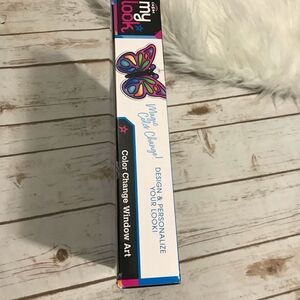 my
look
Magic
Color Change!
DESIGN & PERSONALIZE
YOUR LOOK!
Color Change Window Art